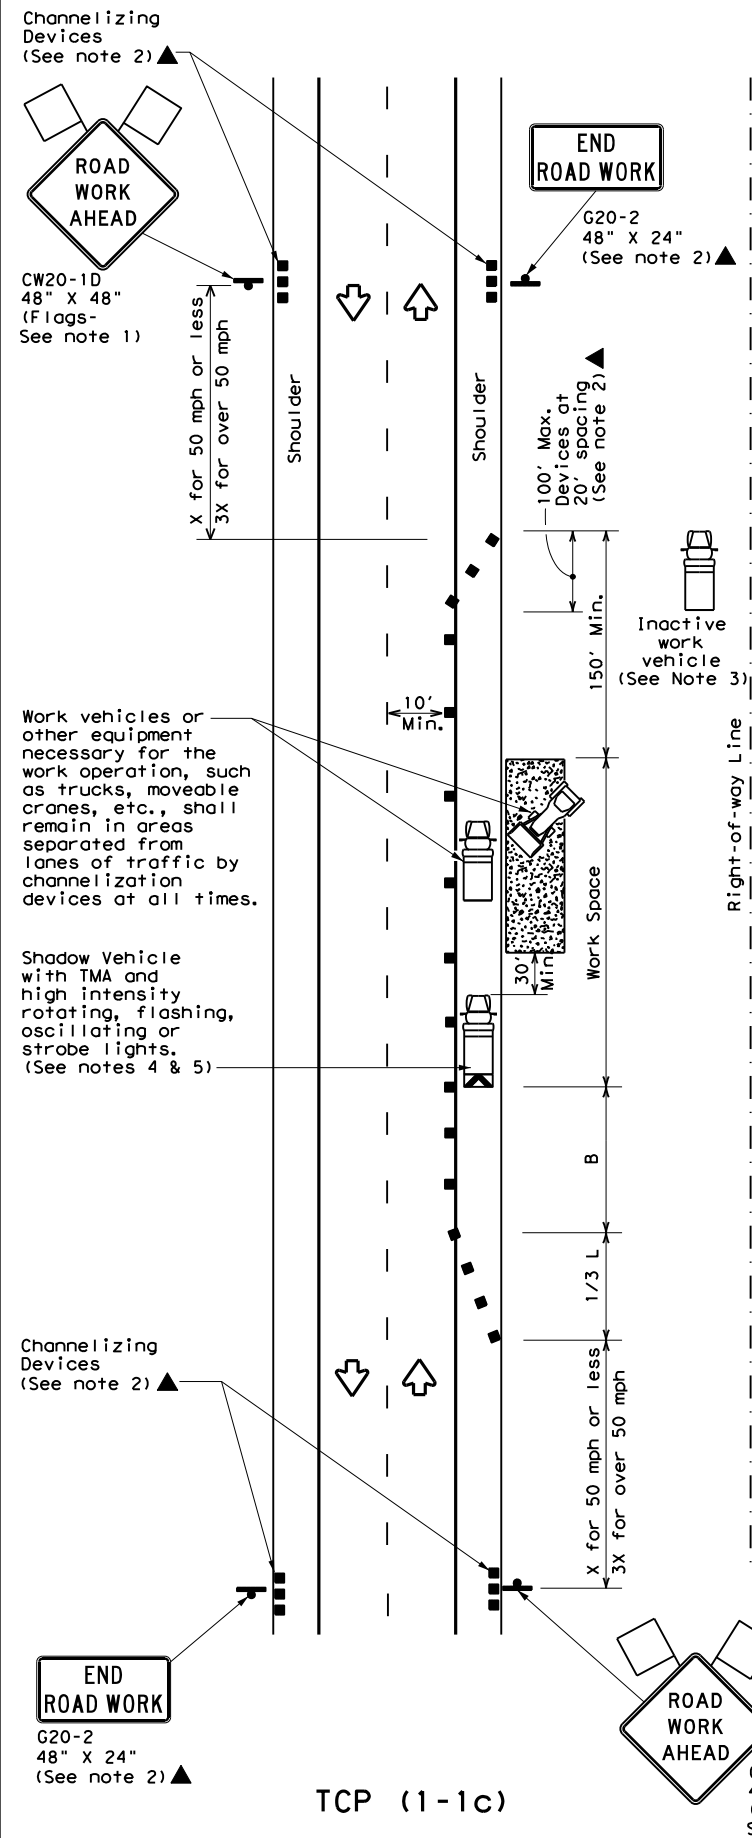 Channelizing
Devices
(See note 2)
ROAD
WORK
AHEAD
CW20-1D
48" X 48"
(Flags-
See note 1)
END
ROAD WORK
G20-2
48" X 24"
(See note 2)
X for 50 mph or less
3X for over 50 mph
Shoulder
Shoulder
100' Max.
Devices at
20' spacing
(See note 2)
150' Min.
Inactive
work
vehicle
(See Note 3)
10'
Min.
Work vehicles or
other equipment
necessary for the
work operation, such
as trucks, moveable
cranes, etc., shall
remain in areas
separated from
lanes of traffic by
channelization
devices at all times.
Right-of-way Line
Work Space
30'
Min.
Shadow Vehicle
with TMA and
high intensity
rotating, flashing,
oscillating or
strobe lights.
(See notes 4 & 5)
B
1/3 L
Channelizing
Devices
(See note 2)
X for 50 mph or less
3X for over 50 mph
END
ROAD WORK
G20-2
48" X 24"
(See note 2)
ROAD
WORK
AHEAD
TCP (1-1c)